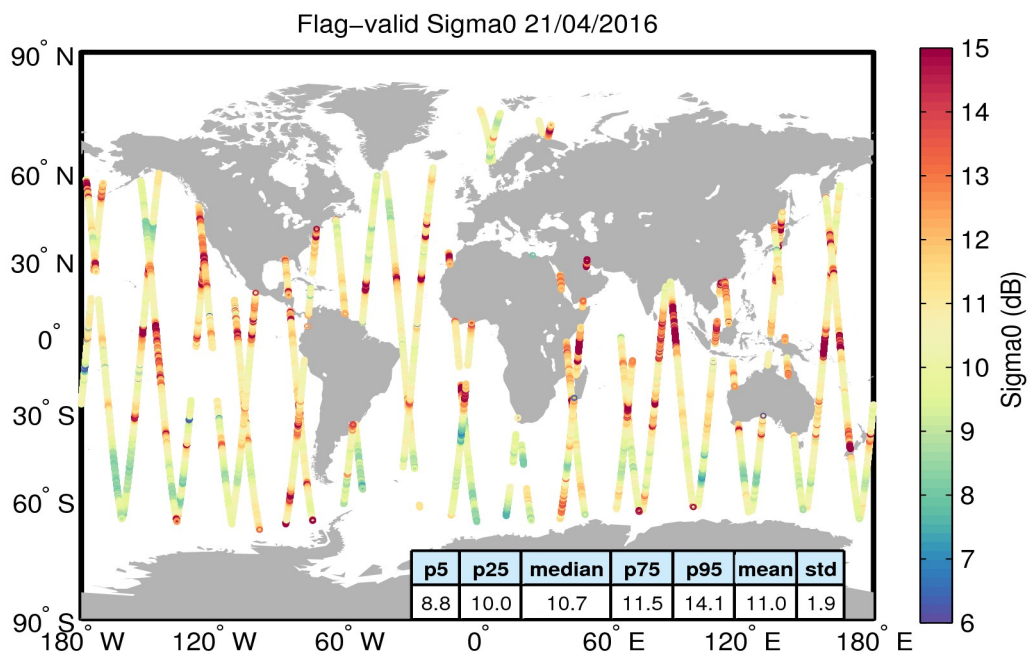 Flag−valid Sigma0 21/04/2016
90° N
60° N
30° N
0°
30° S
60° S
90° S
180° W
120° W
60° W
0°
60° E
120° E
180° E
p5 p25 median p75 p95 mean std
8.8 10.0 10.7 11.5 14.1 11.0 1.9
15
14
13
12
11
10
9
8
7
6
Sigma0 (dB)